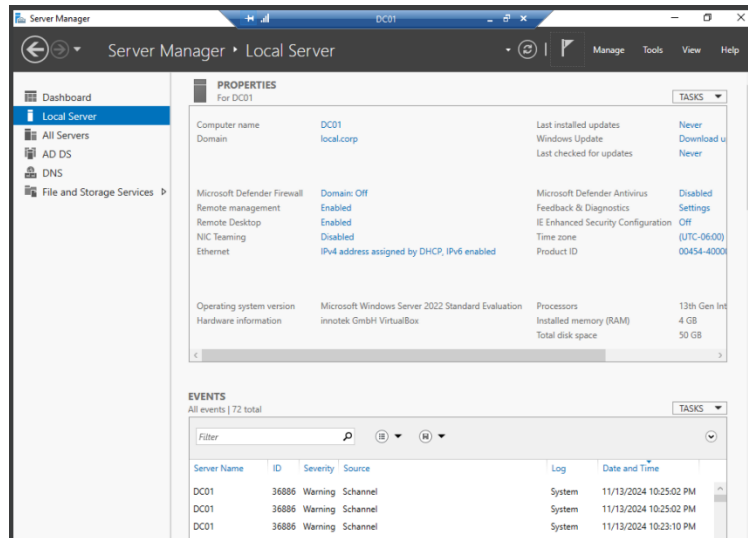 Server Manager
DC01
Server Manager • Local Server
Manage Tools View Help
Dashboard
Local Server
All Servers
AD DS
DNS
File and Storage Services
PROPERTIES
For DC01
TASKS
Computer name DC01 Last installed updates Never
Domain local.corp Windows Update Download u
Last checked for updates Never
Microsoft Defender Firewall Domain: Off Microsoft Defender Antivirus Disabled
Remote management Enabled Feedback & Diagnostics Settings
Remote Desktop Enabled IE Enhanced Security Configuration Off
NIC Teaming Disabled Time zone (UTC-06:00)
Ethernet IPv4 address assigned by DHCP, IPv6 enabled Product ID 00454-40000
Operating system version Microsoft Windows Server 2022 Standard Evaluation Processors 13th Gen Int
Hardware information innotek GmbH VirtualBox Installed memory (RAM) 4 GB
Total disk space 50 GB
EVENTS
All events | 72 total
TASKS
Filter
Server Name ID Severity Source Log Date and Time
DC01 36886 Warning Schannel System 11/13/2024 10:25:02 PM
DC01 36886 Warning Schannel System 11/13/2024 10:25:02 PM
DC01 36886 Warning Schannel System 11/13/2024 10:23:10 PM